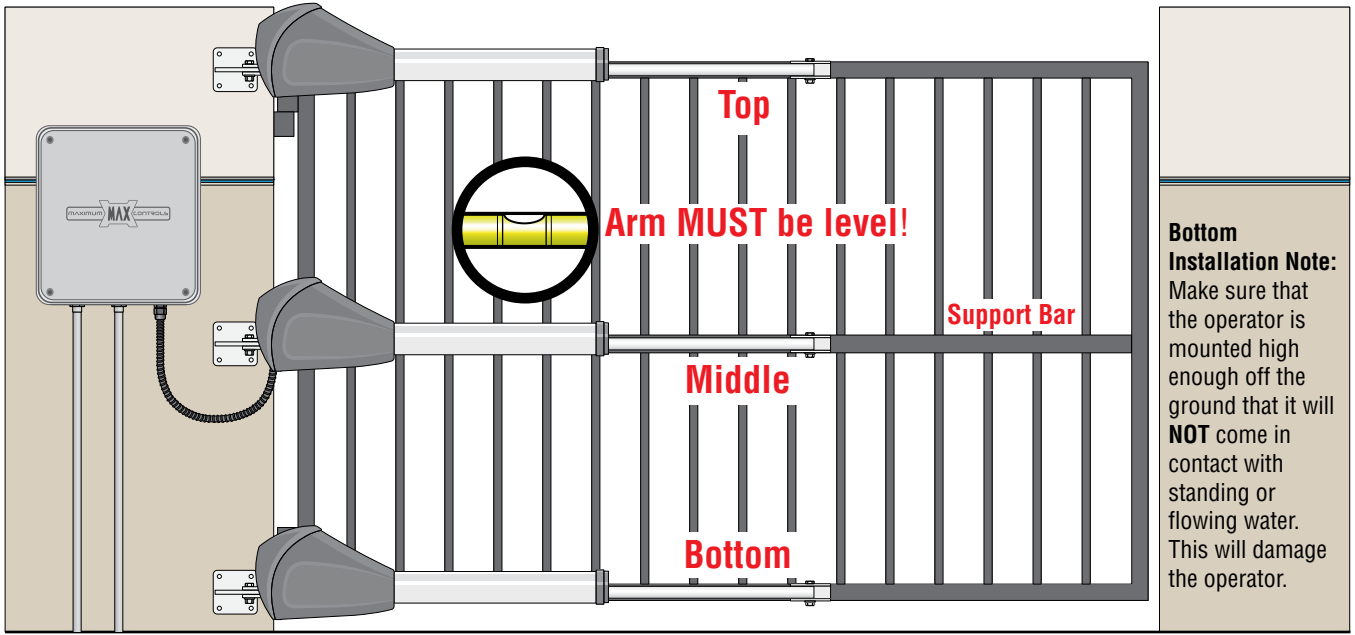 Top
MAXIMUM MAX CONTROLS
Arm MUST be level!
Support Bar
Middle
Bottom
Bottom
Installation Note:
Make sure that
the operator is
mounted high
enough off the
ground that it will
NOT come in
contact with
standing or
flowing water.
This will damage
the operator.